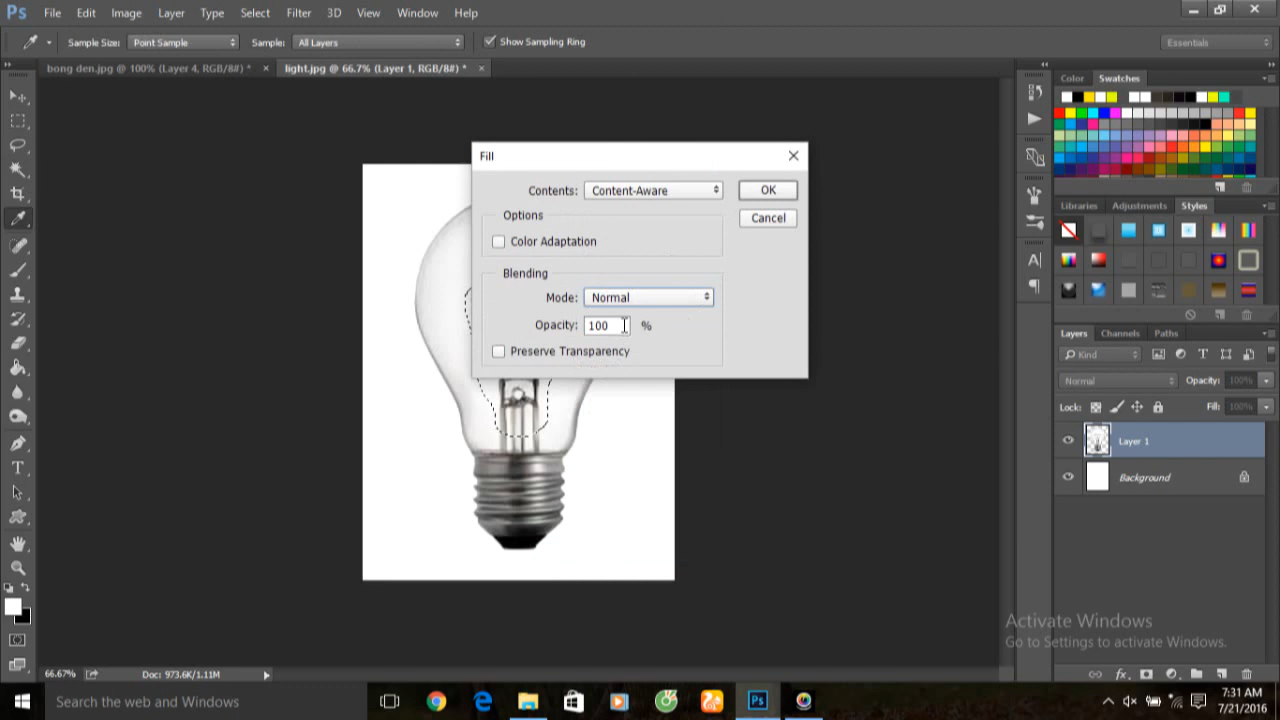 Ps File Edit Image Layer Type Select Filter 3D View Window Help
Sample Size: Point Sample Sample: All Layers Show Sampling Ring Essentials
bong den.jpg @ 100% (Layer 4, RGB/8#) * × light.jpg @ 66.7% (Layer 1, RGB/8#) * ×
Color Swatches
Fill
Contents: Content-Aware OK
Options Cancel
Color Adaptation
Blending
Mode: Normal
Opacity: 100 %
Preserve Transparency
Libraries Adjustments Styles
Layers Channels Paths
Kind
Normal Opacity: 100%
Lock: Fill: 100%
Layer 1
Background
Activate Windows
Go to Settings to activate Windows.
66.67% Doc: 973.6K/1.11M
Search the web and Windows
Ps
7:31 AM
7/21/2016